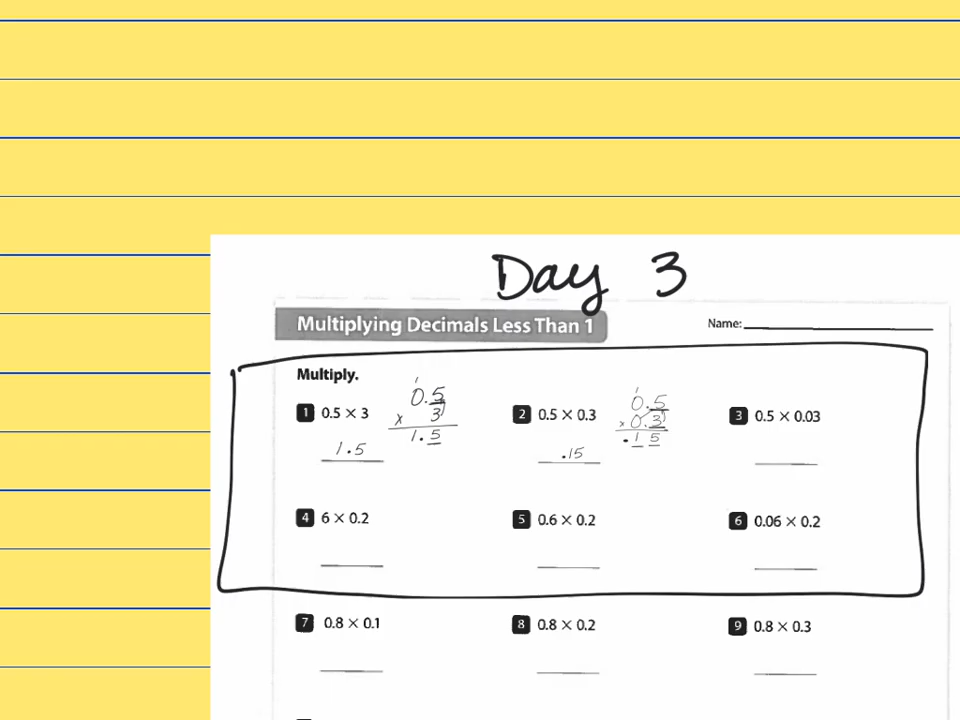 Day 3
Multiplying Decimals Less Than 1
Name:
Multiply.
1 0.5 × 3
1
0.5
× 3
1.5
1.5
2 0.5 × 0.3
1
0.5
× 0.3
.15
.15
3 0.5 × 0.03
4 6 × 0.2
5 0.6 × 0.2
6 0.06 × 0.2
7 0.8 × 0.1
8 0.8 × 0.2
9 0.8 × 0.3